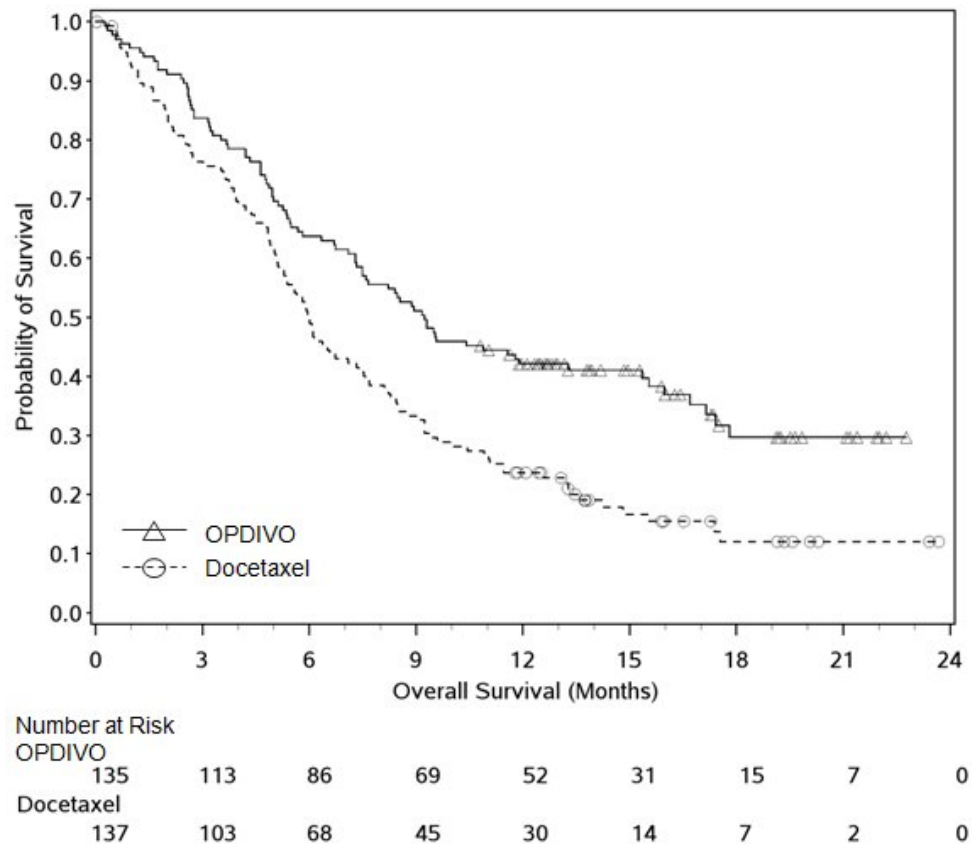 1.0
0.9
0.8
0.7
0.6
0.5
0.4
0.3
0.2
0.1
0.0
Probability of Survival
OPDIVO
Docetaxel
0 3 6 9 12 15 18 21 24
Overall Survival (Months)
Number at Risk
OPDIVO
135 113 86 69 52 31 15 7 0
Docetaxel
137 103 68 45 30 14 7 2 0